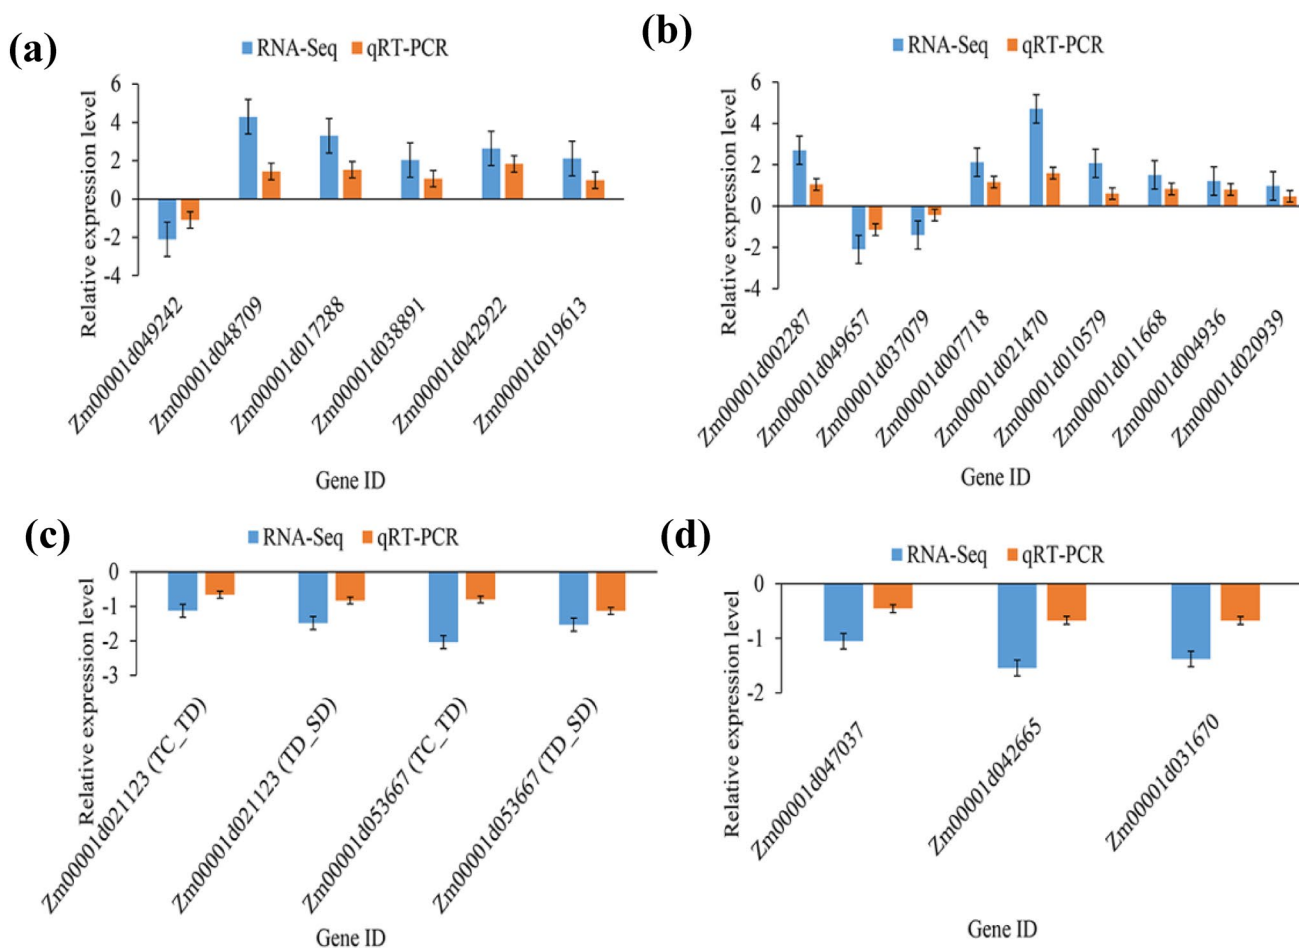 (a)
RNA-Seq qRT-PCR
Relative expression level
6
4
2
0
-2
-4
Zm00001d049242
Zm00001d048709
Zm00001d017288
Zm00001d038891
Zm00001d042922
Zm00001d019613
Gene ID
(b)
RNA-Seq qRT-PCR
Relative expression level
6
4
2
0
-2
-4
Zm00001d002287
Zm00001d049657
Zm00001d037079
Zm00001d007718
Zm00001d021470
Zm00001d010579
Zm00001d011668
Zm00001d004936
Zm00001d020939
Gene ID
(c)
RNA-Seq qRT-PCR
Relative expression level
0
-1
-2
-3
Zm00001d021123 (TC_TD)
Zm00001d021123 (TD_SD)
Zm00001d053667 (TC_TD)
Zm00001d053667 (TD_SD)
Gene ID
(d)
RNA-Seq qRT-PCR
Relative expression level
0
-1
-2
Zm00001d047037
Zm00001d042665
Zm00001d031670
Gene ID